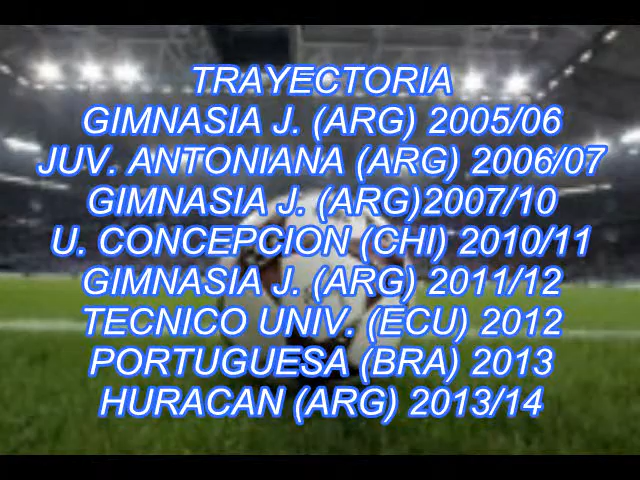 TRAYECTORIA
GIMNASIA J. (ARG) 2005/06
JUV. ANTONIANA (ARG) 2006/07
GIMNASIA J. (ARG)2007/10
U. CONCEPCION (CHI) 2010/11
GIMNASIA J. (ARG) 2011/12
TECNICO UNIV. (ECU) 2012
PORTUGUESA (BRA) 2013
HURACAN (ARG) 2013/14